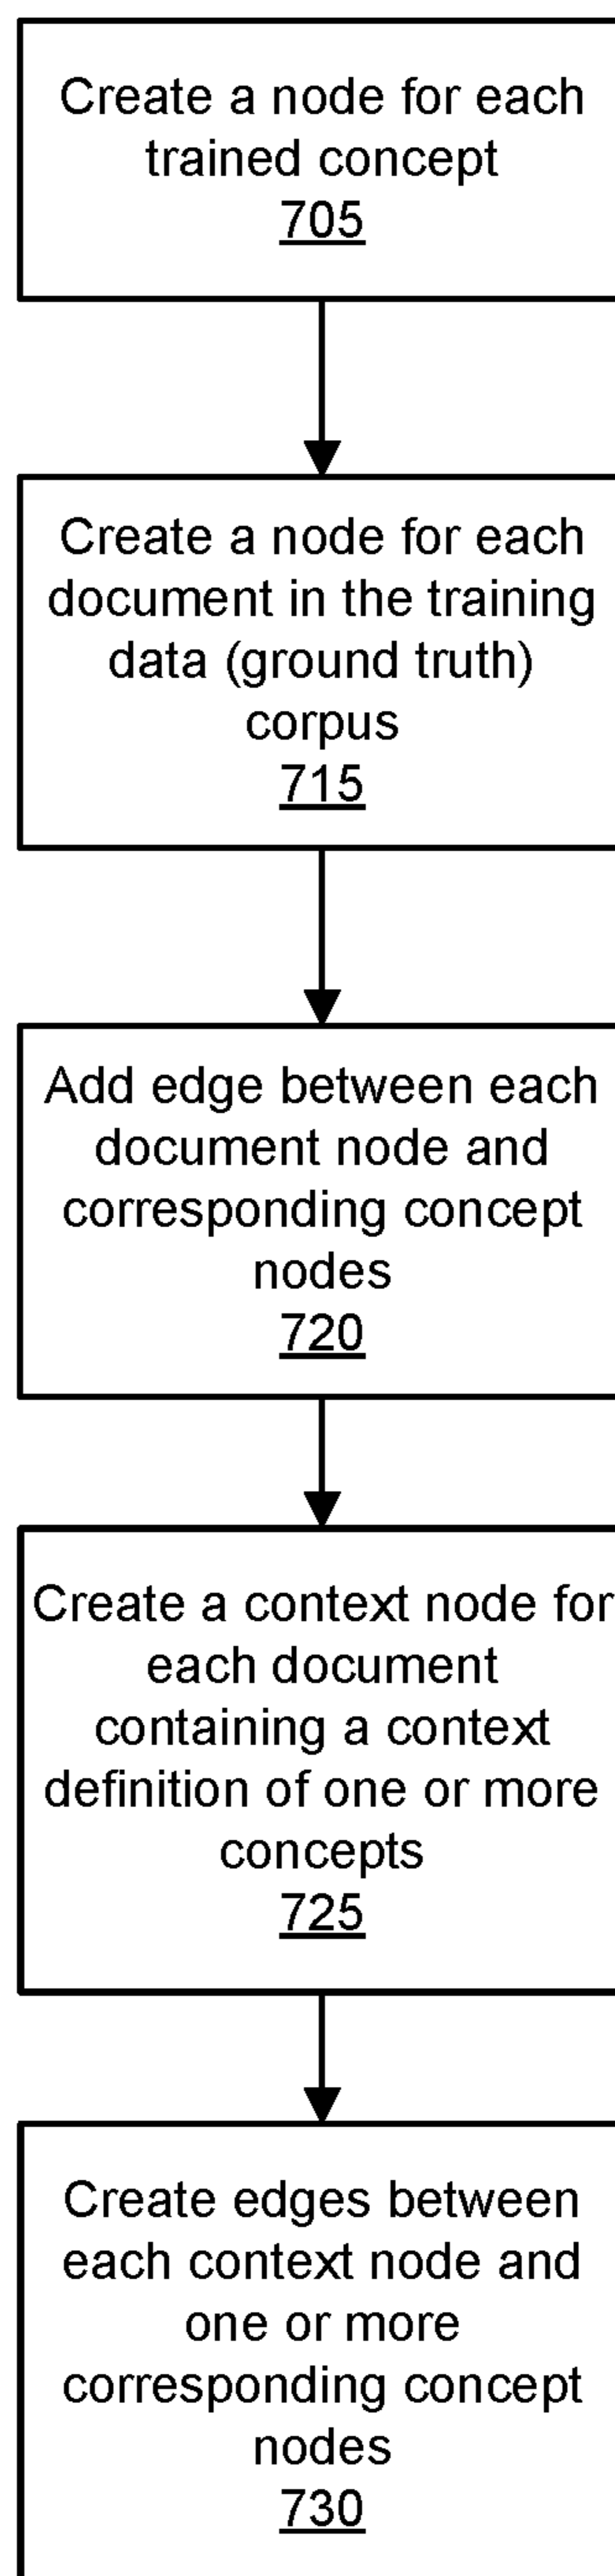 Create a node for each
trained concept
705
Create a node for each
document in the training
data (ground truth)
corpus
715
Add edge between each
document node and
corresponding concept
nodes
720
Create a context node for
each document
containing a context
definition of one or more
concepts
725
Create edges between
each context node and
one or more
corresponding concept
nodes
730